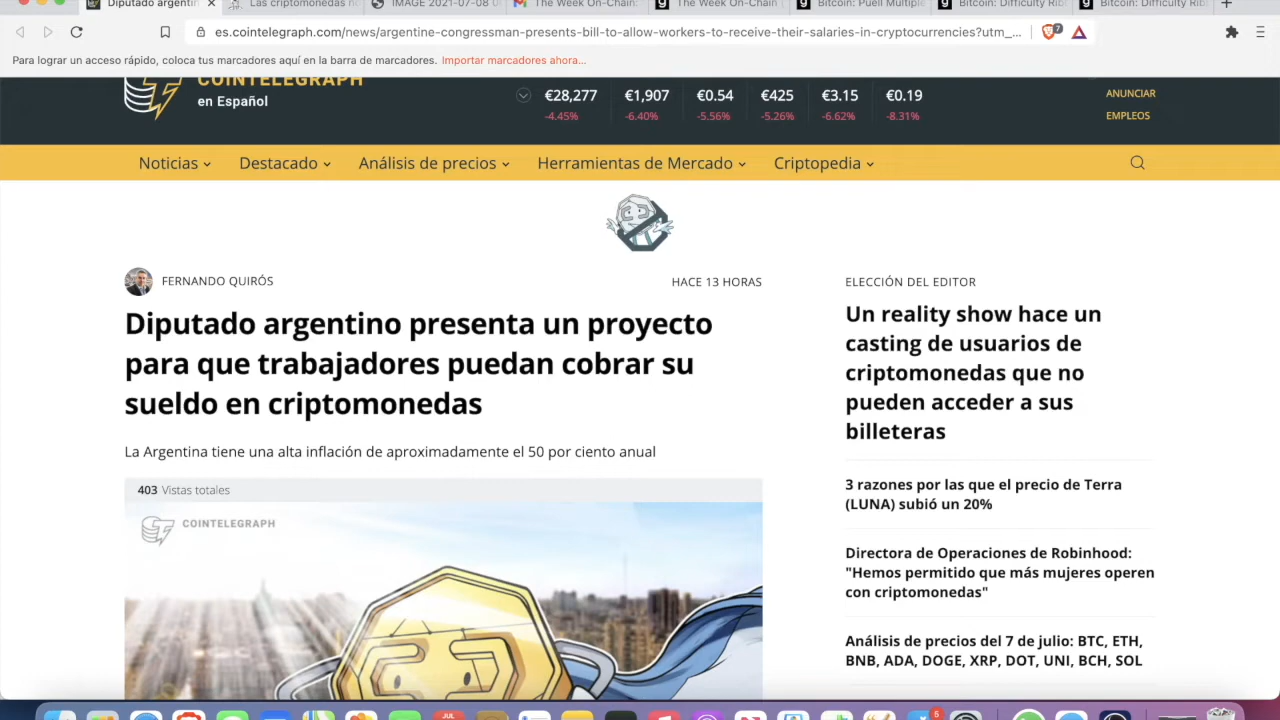 Diputado argentin
Las criptomonedas n
IMAGE 2021-07-08 0
The Week On-Chain:
The Week On-Chain (
Bitcoin: Puell Multiple
Bitcoin: Difficulty Rib
Bitcoin: Difficulty Rib
es.cointelegraph.com/news/argentine-congressman-presents-bill-to-allow-workers-to-receive-their-salaries-in-cryptocurrencies?utm_...
7
Para lograr un acceso rápido, coloca tus marcadores aquí en la barra de marcadores. Importar marcadores ahora...
COINTELEGRAPH
en Español
€28,277 €1,907 €0.54 €425 €3.15 €0.19
-4.45% -6.40% -5.56% -5.26% -6.62% -8.31%
ANUNCIAR
EMPLEOS
Noticias Destacado Análisis de precios Herramientas de Mercado Criptopedia
FERNANDO QUIRÓS
HACE 13 HORAS
Diputado argentino presenta un proyecto
para que trabajadores puedan cobrar su
sueldo en criptomonedas
La Argentina tiene una alta inflación de aproximadamente el 50 por ciento anual
403 Vistas totales
COINTELEGRAPH
ELECCIÓN DEL EDITOR
Un reality show hace un
casting de usuarios de
criptomonedas que no
pueden acceder a sus
billeteras
3 razones por las que el precio de Terra
(LUNA) subió un 20%
Directora de Operaciones de Robinhood:
"Hemos permitido que más mujeres operen
con criptomonedas"
Análisis de precios del 7 de julio: BTC, ETH,
BNB, ADA, DOGE, XRP, DOT, UNI, BCH, SOL
JUL
5